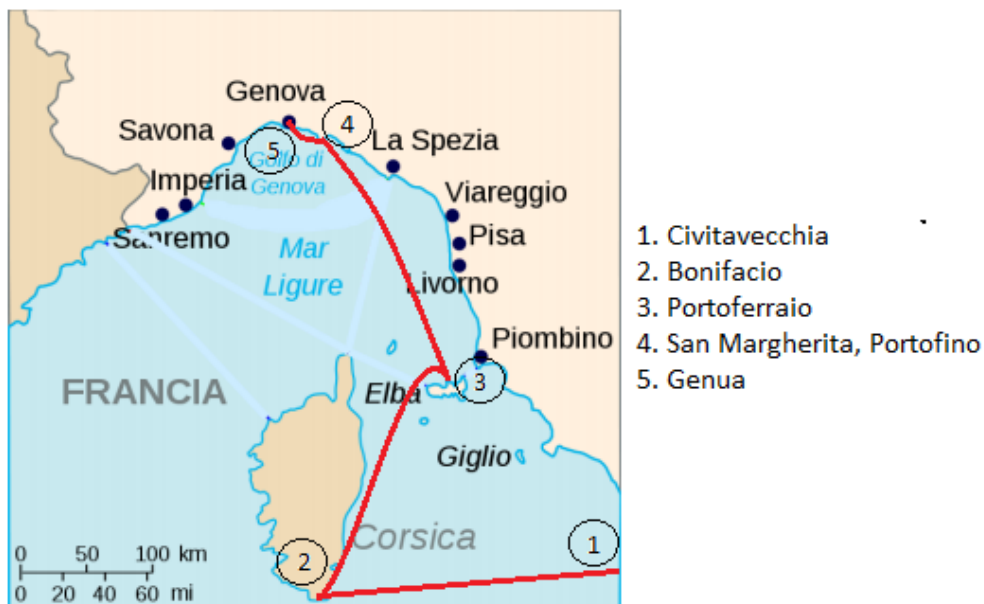 Genova
4
Savona
5
La Spezia
Golfo di
Genova
Imperia
Viareggio
Sanremo
Pisa
Mar
Ligure
Livorno
Piombino
FRANCIA
Elba
3
Giglio
Corsica
1
2
0 50 100 km
0 20 40 60 mi
1. Civitavecchia
2. Bonifacio
3. Portoferraio
4. San Margherita, Portofino
5. Genua